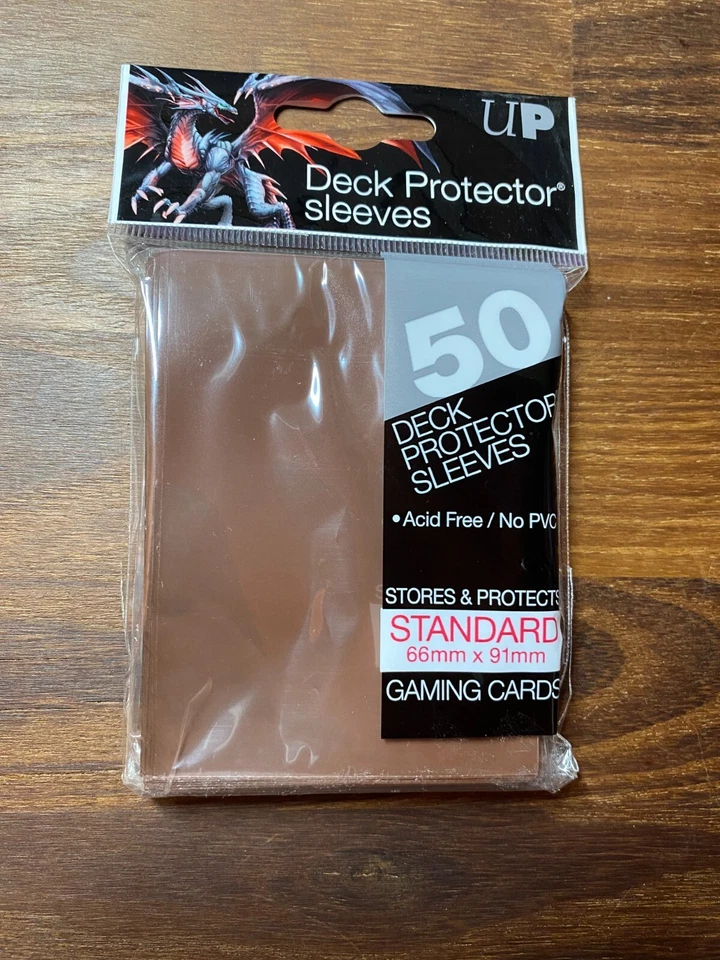 UP
Deck Protector®
sleeves
50
DECK
PROTECTOR
SLEEVES
• Acid Free / No PVC
STORES & PROTECTS
STANDARD
66mm x 91mm
GAMING CARDS